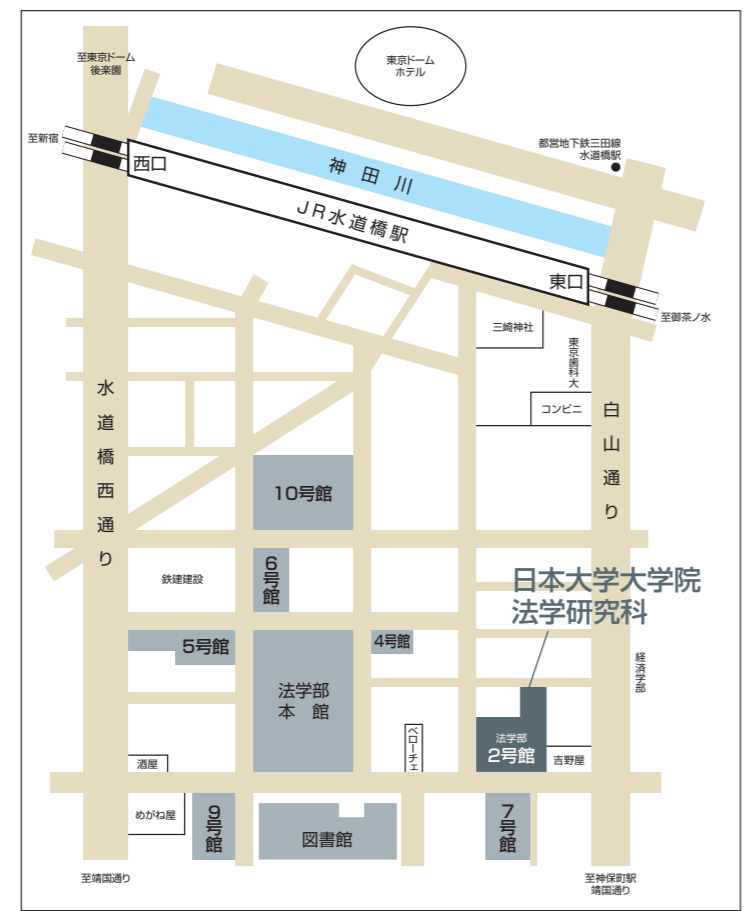 至東京ドーム
後楽園
東京ドーム
ホテル
至新宿
都営地下鉄三田線
水道橋駅
西口
神田川
JR水道橋駅
東口
至御茶ノ水
三崎神社
東京歯科大
コンビニ
水道橋西通り
白山通り
10号館
鉄建建設
6号館
日本大学大学院
法学研究科
5号館
4号館
法学部
本館
経済学部
ベローチェ
法学部
2号館
吉野屋
酒屋
めがね屋
9号館
図書館
7号館
至靖国通り
至神保町駅
靖国通り